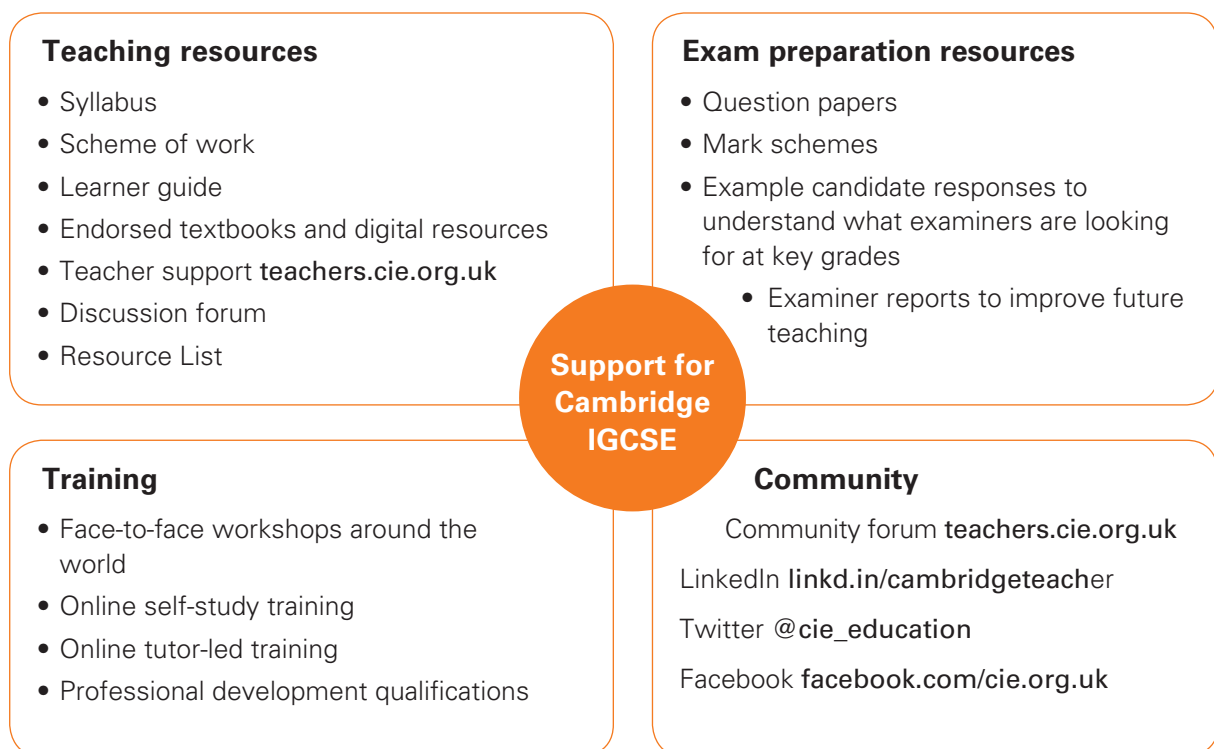 Teaching resources
• Syllabus
• Scheme of work
• Learner guide
• Endorsed textbooks and digital resources
• Teacher support teachers.cie.org.uk
• Discussion forum
• Resource List
Exam preparation resources
• Question papers
• Mark schemes
• Example candidate responses to
understand what examiners are looking
for at key grades
• Examiner reports to improve future
teaching
Support for
Cambridge
IGCSE
Training
• Face-to-face workshops around the
world
• Online self-study training
• Online tutor-led training
• Professional development qualifications
Community
Community forum teachers.cie.org.uk
LinkedIn linkd.in/cambridgeteacher
Twitter @cie_education
Facebook facebook.com/cie.org.uk